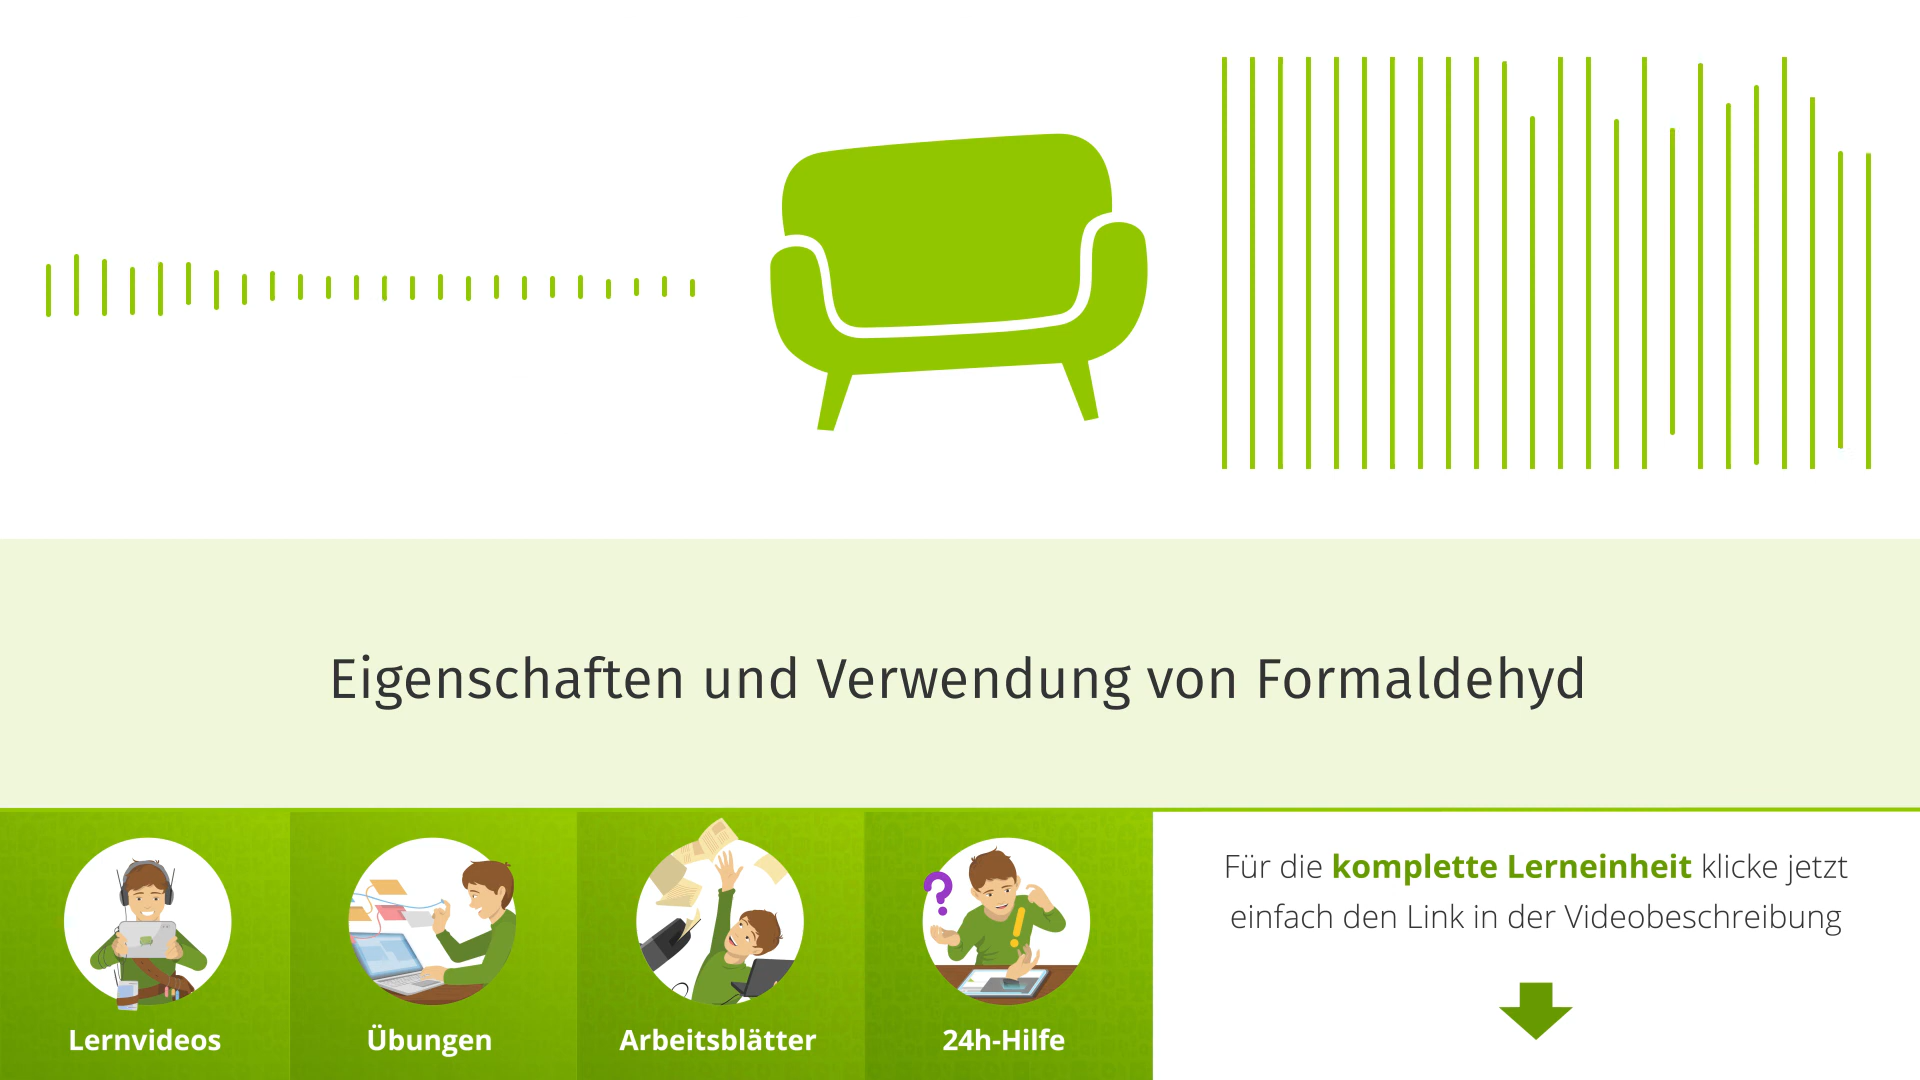 Eigenschaften und Verwendung von Formaldehyd
Lernvideos
Übungen
Arbeitsblätter
24h-Hilfe
Für die komplette Lerneinheit klicke jetzt
einfach den Link in der Videobeschreibung